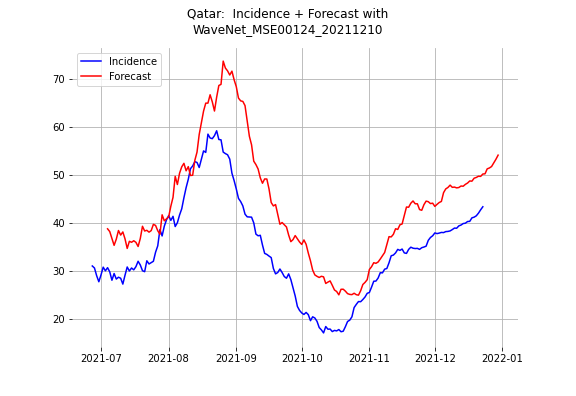 Qatar:  Incidence + Forecast with
WaveNet_MSE00124_20211210
Incidence
Forecast
70
60
50
40
30
20
2021-07 2021-08 2021-09 2021-10 2021-11 2021-12 2022-01